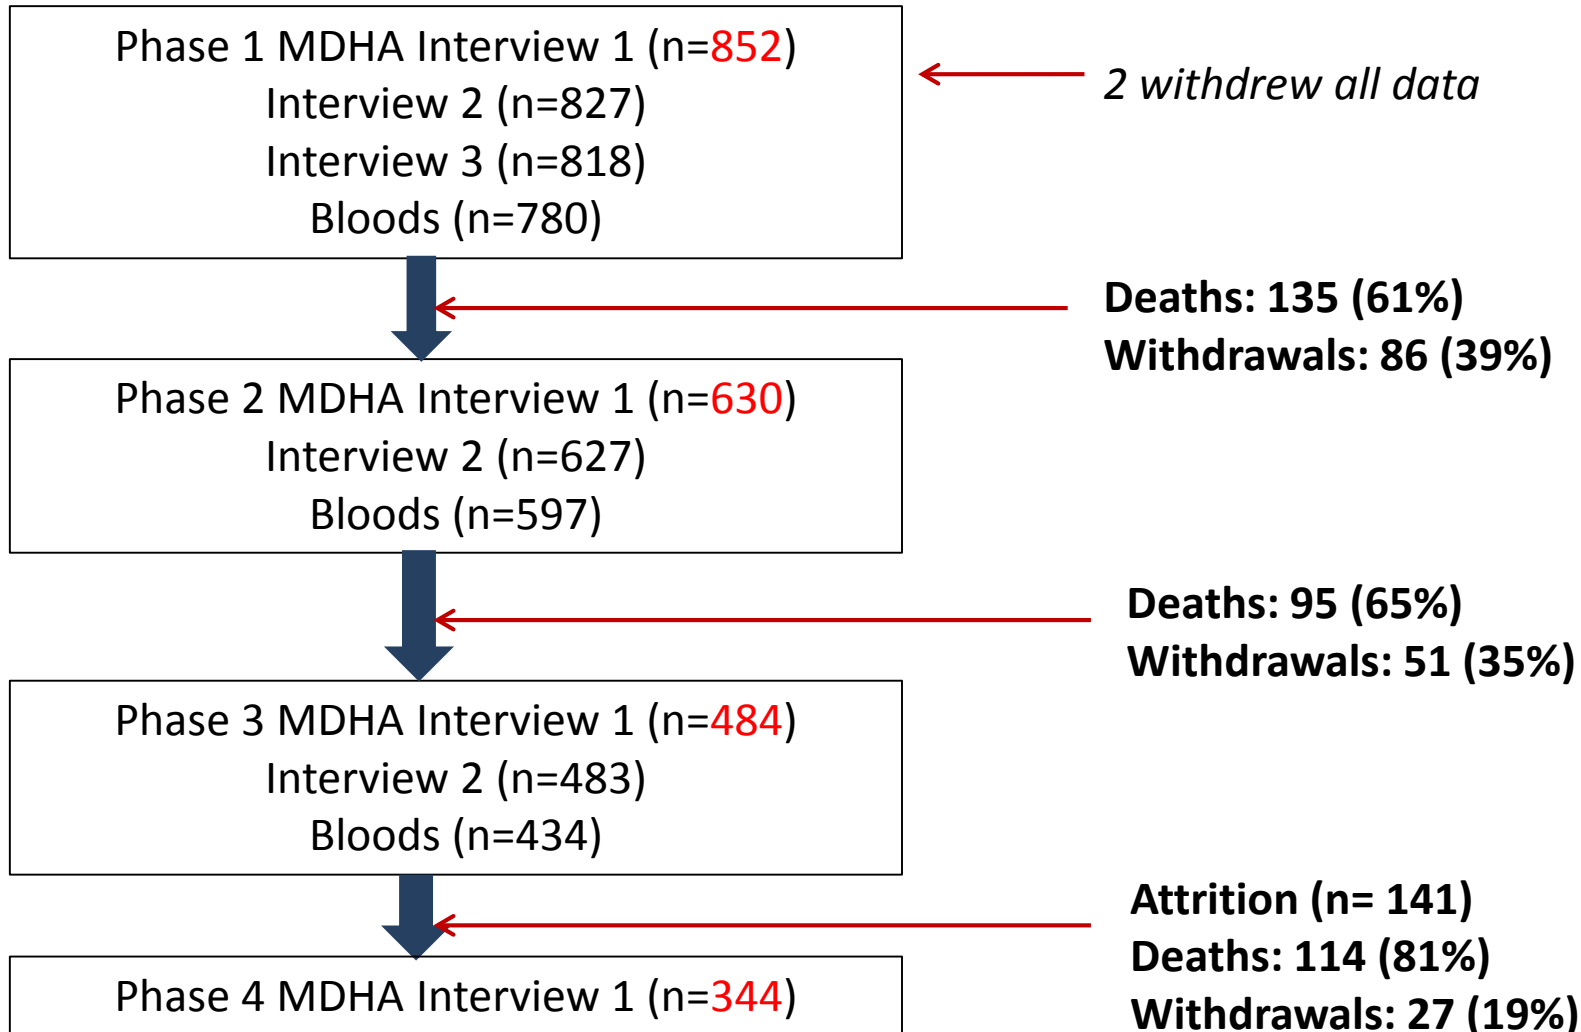 Phase 1 MDHA Interview 1 (n=852)
Interview 2 (n=827)
Interview 3 (n=818)
Bloods (n=780)
2 withdrew all data
Deaths: 135 (61%)
Withdrawals: 86 (39%)
Phase 2 MDHA Interview 1 (n=630)
Interview 2 (n=627)
Bloods (n=597)
Deaths: 95 (65%)
Withdrawals: 51 (35%)
Phase 3 MDHA Interview 1 (n=484)
Interview 2 (n=483)
Bloods (n=434)
Attrition (n= 141)
Deaths: 114 (81%)
Withdrawals: 27 (19%)
Phase 4 MDHA Interview 1 (n=344)